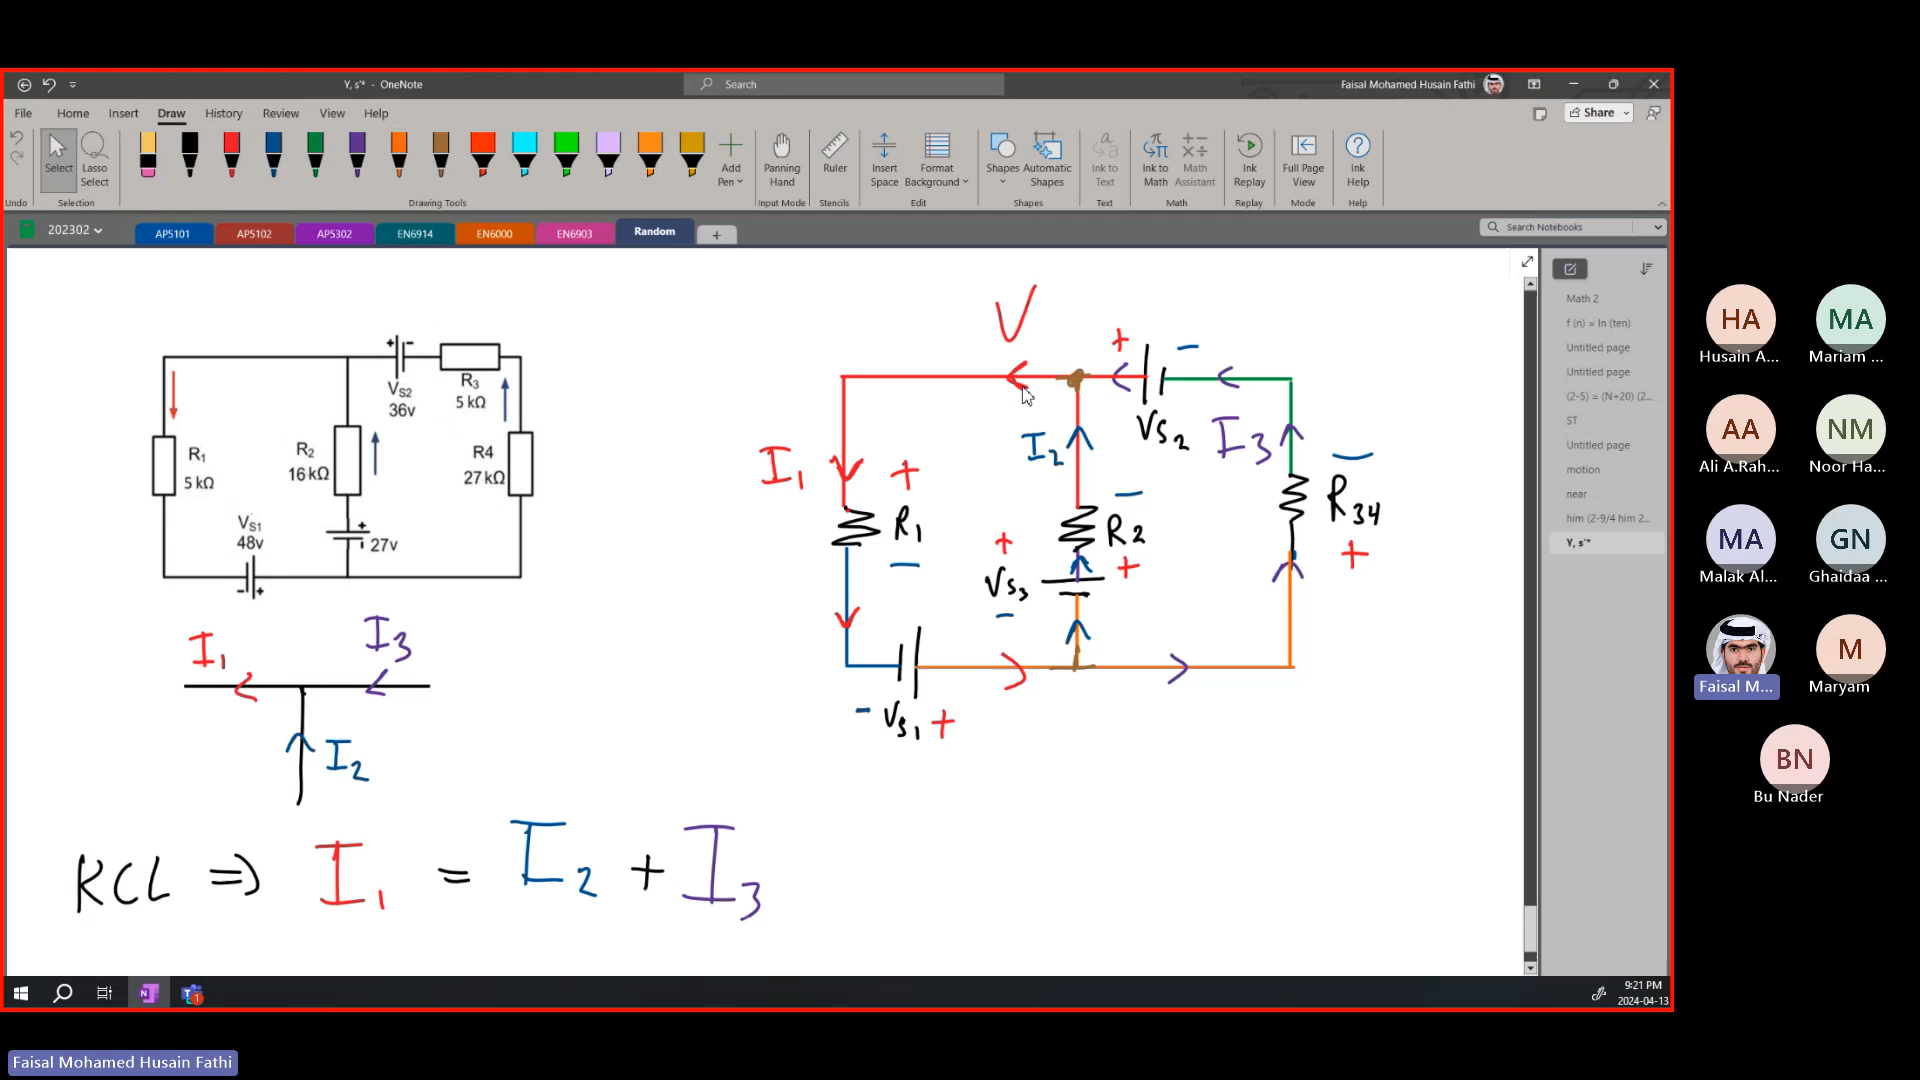 Y, s'* - OneNote
Search
Faisal Mohamed Husain Fathi
File Home Insert Draw History Review View Help
Share
Select
Lasso Select
Add Pen
Panning Hand
Ruler
Insert Space
Format Background
Shapes
Automatic Shapes
Ink to Text
Ink to Math
Math Assistant
Ink Replay
Full Page View
Ink Help
Undo
Selection
Drawing Tools
Input Mode
Stencils
Edit
Shapes
Text
Math
Replay
Mode
Help
202302
AP5101
AP5102
AP5302
EN6914
EN6000
EN6903
Random
Search Notebooks
Math 2
f (n) = ln (ten)
Untitled page
Untitled page
(2-5) = (N+20) (2...
ST
Untitled page
motion
near
him (2-9/4 him 2...
Y, s'*
+ -
VS2
36v
R3
5 kΩ
R1
5 kΩ
R2
16 kΩ
R4
27 kΩ
VS1
48v
- +
+
27v
I1
I3
I2
KCL => I1 = I2 + I3
V
+ -
Vs2
I1
+
R1
-
I2
-
R2
+
I3
-
R34
+
+
Vs3
-
- Vs1 +
HA
Husain A...
MA
Mariam ...
AA
Ali A.Rah...
NM
Noor Ha...
MA
Malak Al...
GN
Ghaidaa ...
Faisal M...
M
Maryam
BN
Bu Nader
1
9:21 PM
2024-04-13
Faisal Mohamed Husain Fathi